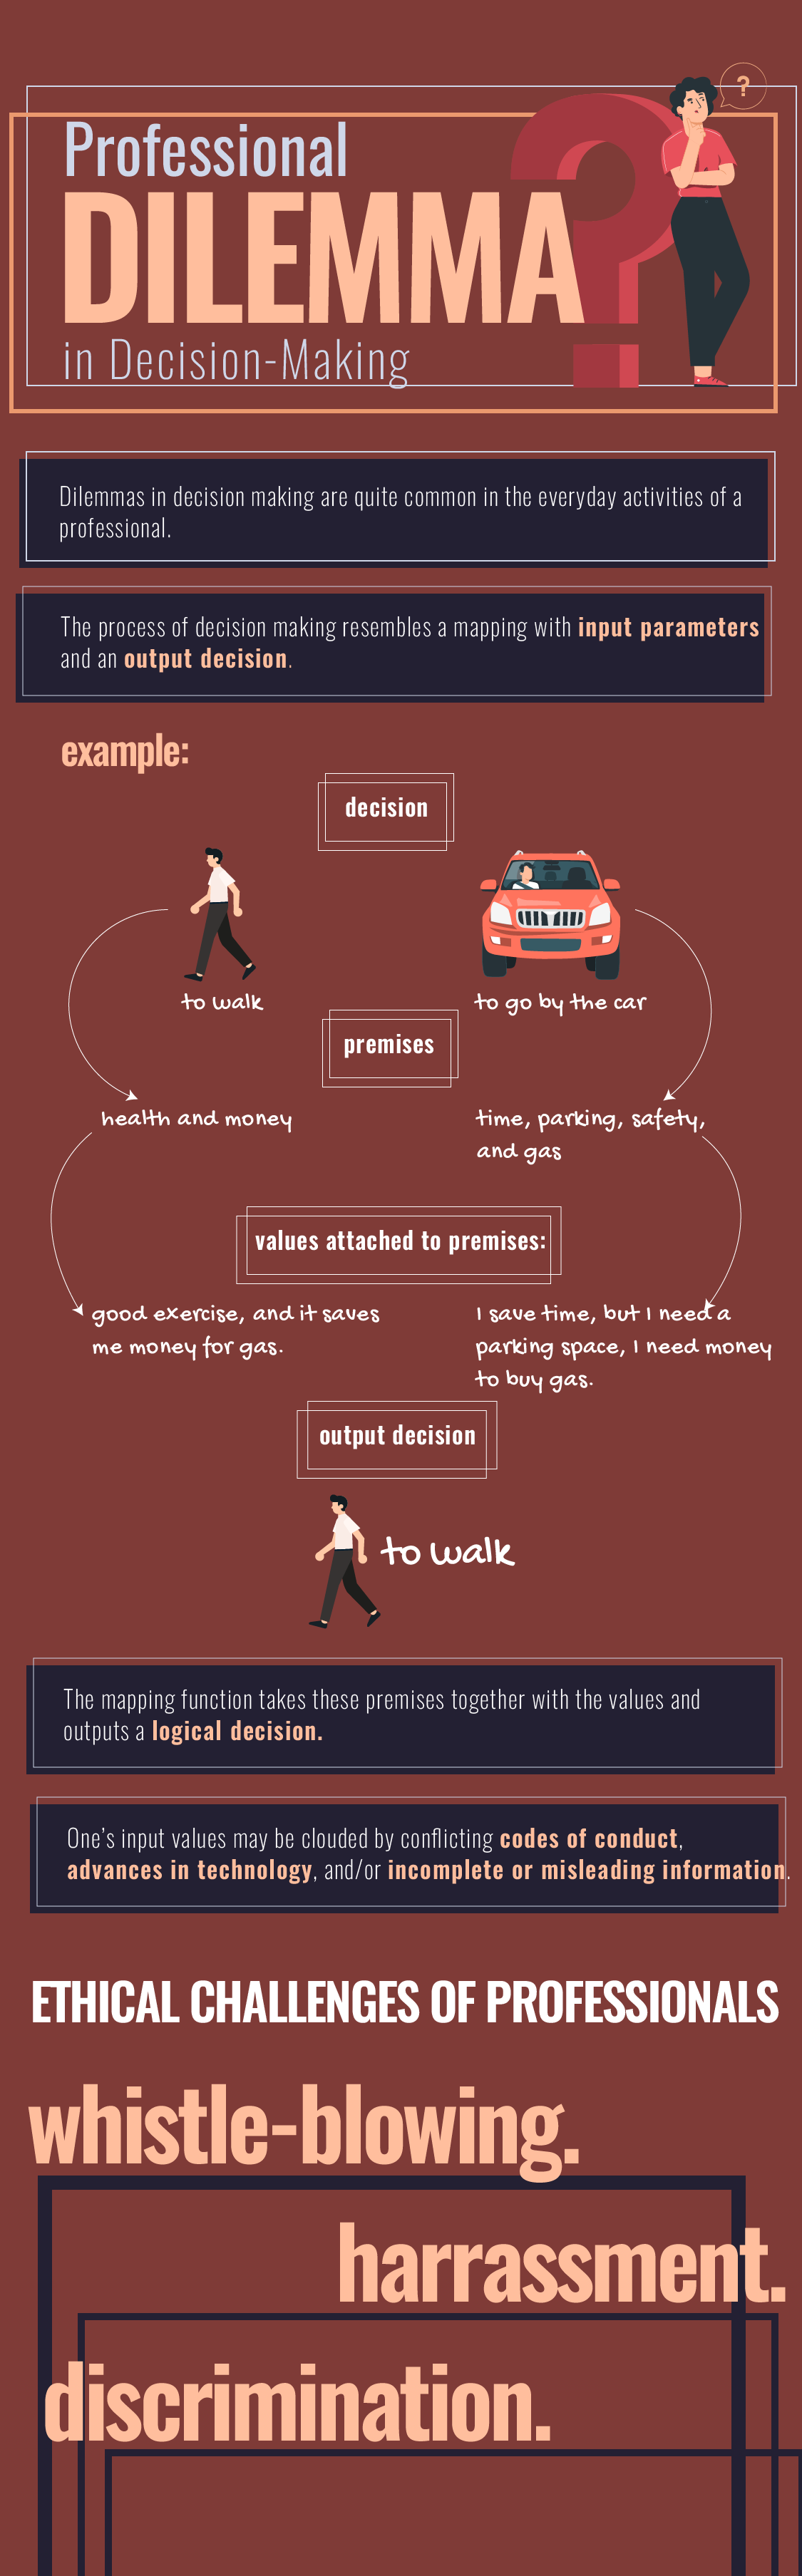 ?
Professional
DILEMMA
in Decision-Making
?
Dilemmas in decision making are quite common in the everyday activities of a
professional.
The process of decision making resembles a mapping with input parameters
and an output decision.
example:
decision
to walk
to go by the car
premises
health and money
time, parking, safety,
and gas
values attached to premises:
good exercise, and it saves
me money for gas.
I save time, but I need a
parking space, I need money
to buy gas.
output decision
to walk
The mapping function takes these premises together with the values and
outputs a logical decision.
One's input values may be clouded by conflicting codes of conduct,
advances in technology, and/or incomplete or misleading information.
ETHICAL CHALLENGES OF PROFESSIONALS
whistle-blowing.
harrassment.
discrimination.